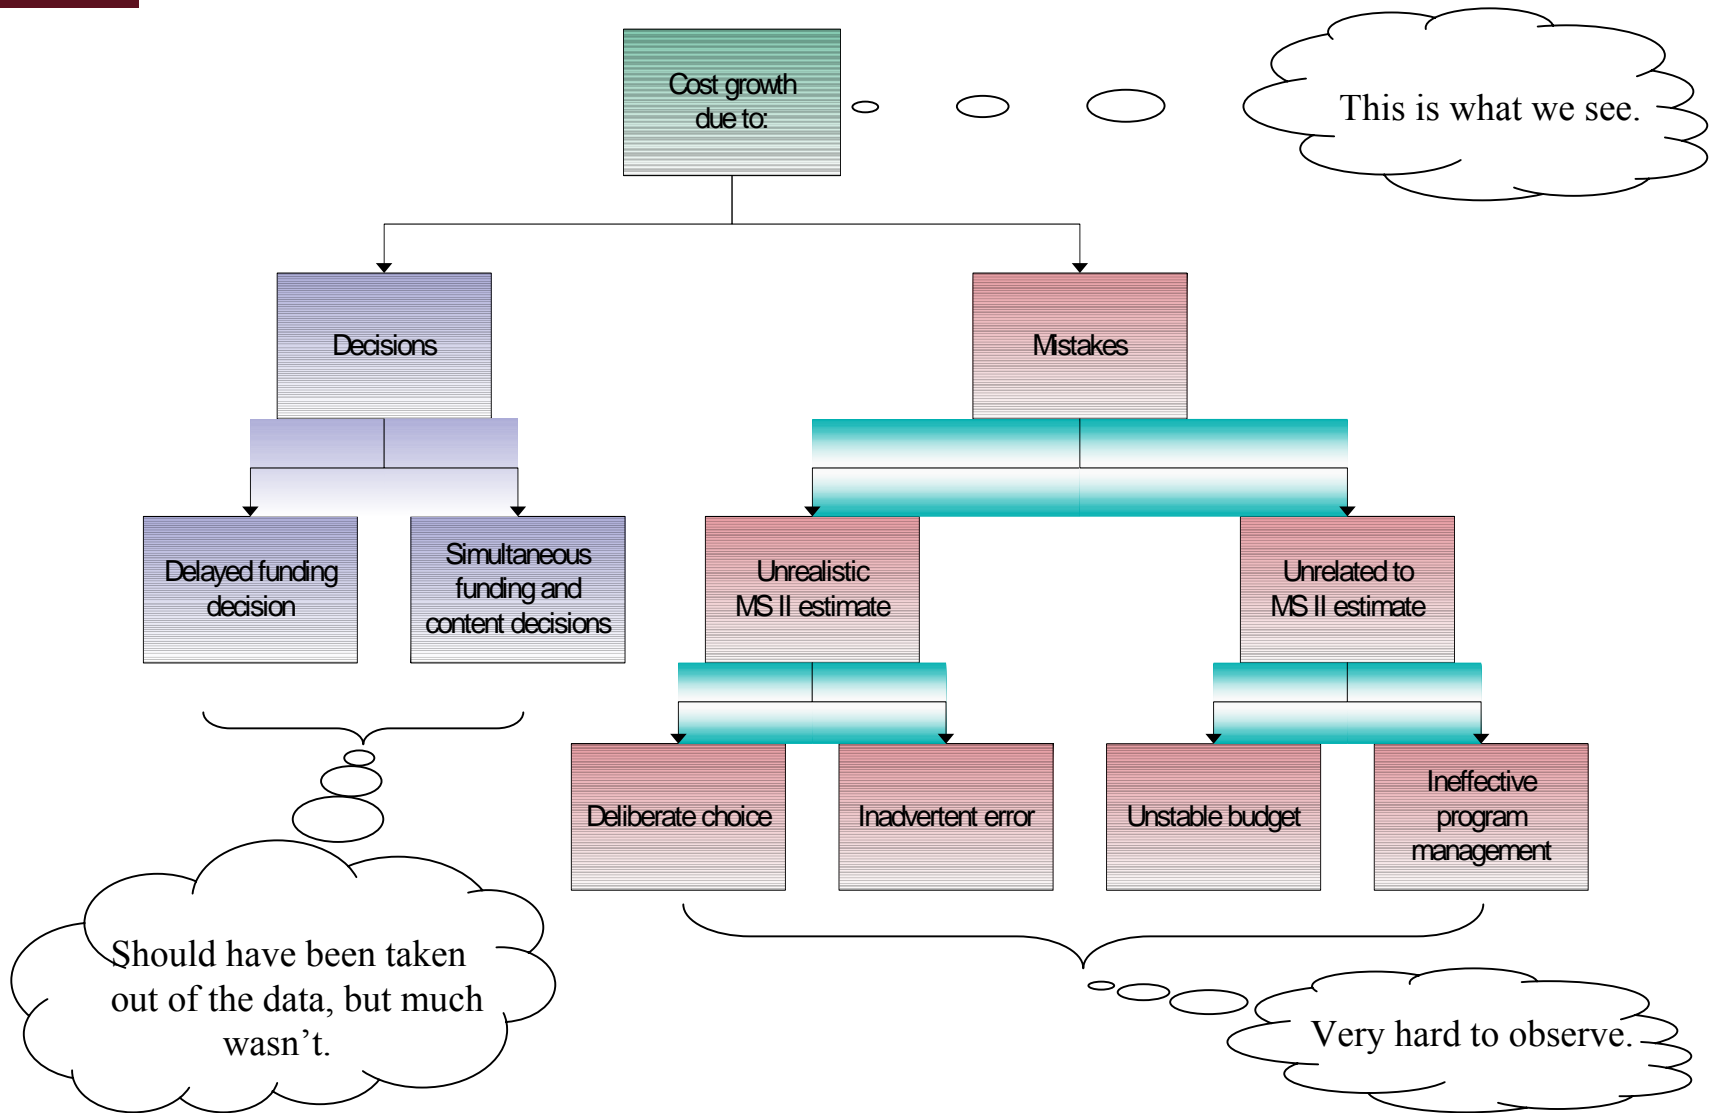 Cost growth
due to:
This is what we see.
Decisions
Mistakes
Delayed funding
decision
Simultaneous
funding and
content decisions
Unrealistic
MS II estimate
Unrelated to
MS II estimate
Deliberate choice
Inadvertent error
Unstable budget
Ineffective
program
management
Should have been taken
out of the data, but much
wasn’t.
Very hard to observe.